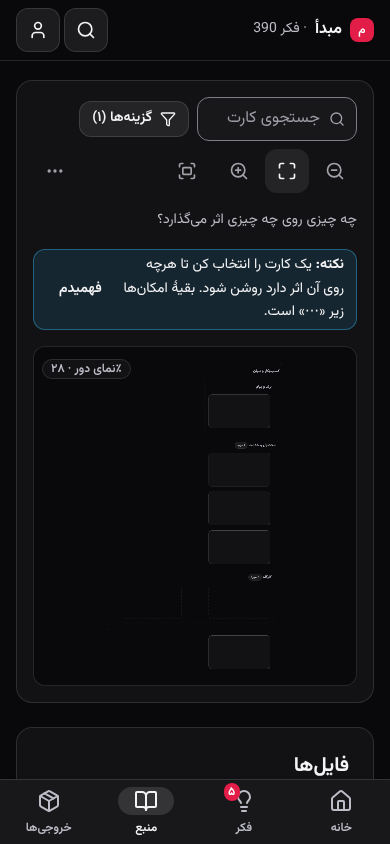 م مبدأ · فکر 390
جستجوی کارت
گزینه‌ها (۱)
چه چیزی روی چه چیزی اثر می‌گذارد؟
نکته: یک کارت را انتخاب کن تا هرچه
روی آن اثر دارد روشن شود. بقیهٔ امکان‌ها
زیر «···» است.
فهمیدم
٪نمای دور · ۲۸
فایل‌ها
خانه
۵
فکر
منبع
خروجی‌ها